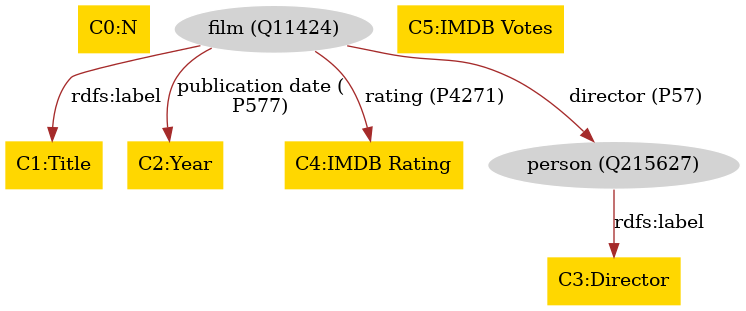 C0:N
film (Q11424)
C5:IMDB Votes
rdfs:label
publication date (
P577)
rating (P4271)
director (P57)
C1:Title
C2:Year
C4:IMDB Rating
person (Q215627)
rdfs:label
C3:Director